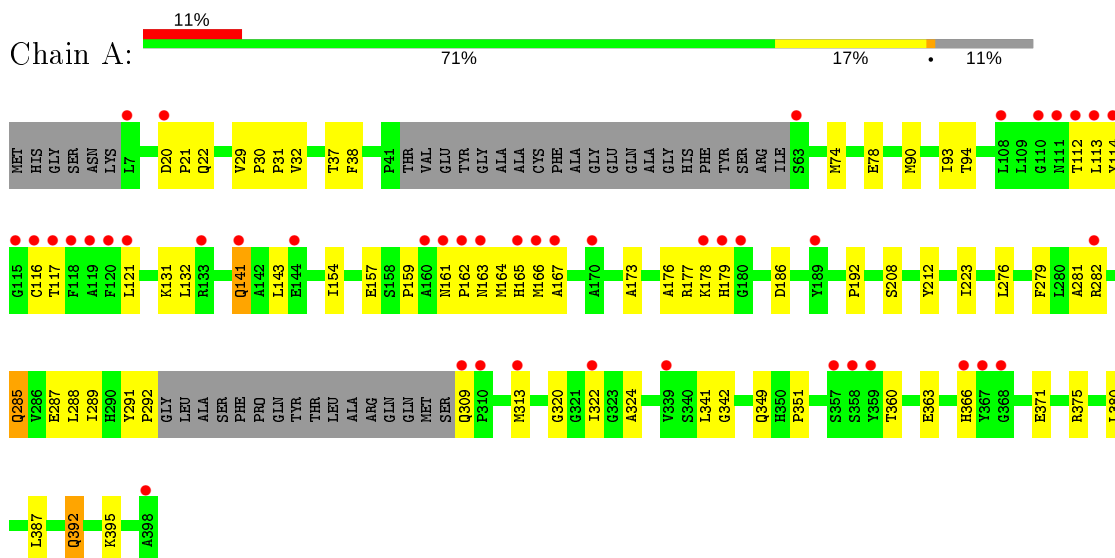 11%
Chain A:
71% 17% • 11%
MET HIS GLY SER ASN LYS L7 D20 P21 Q22 V29 P30 P31 V32 T37 F38 P41 THR VAL GLU TYR GLY ALA ALA CYS PHE ALA GLY GLU GLN ALA GLY HIS PHE TYR SER ARG ILE S63 M74 E78 M90 I93 T94 L108 L109 G110 N111 T112 L113 Y114
G115 C116 T117 F118 A119 F120 L121 K131 L132 R133 Q141 A142 L143 E144 I154 E157 S158 P159 A160 N161 P162 N163 M164 H165 M166 A167 A170 A173 A176 R177 K178 H179 G180 D186 Y189 P192 S208 Y212 I223 L276 F279 L280 A281 R282
Q285 V286 E287 L288 I289 H290 Y291 P292 GLY LEU ALA SER PHE PRO GLN TYR THR LEU ALA ARG GLN GLN MET SER Q309 P310 M313 G320 G321 I322 G323 A324 V339 S340 L341 G342 Q349 H350 P351 S357 S358 Y359 T360 E363 H366 Y367 G368 E371 R375 L380
L387 Q392 K395 A398